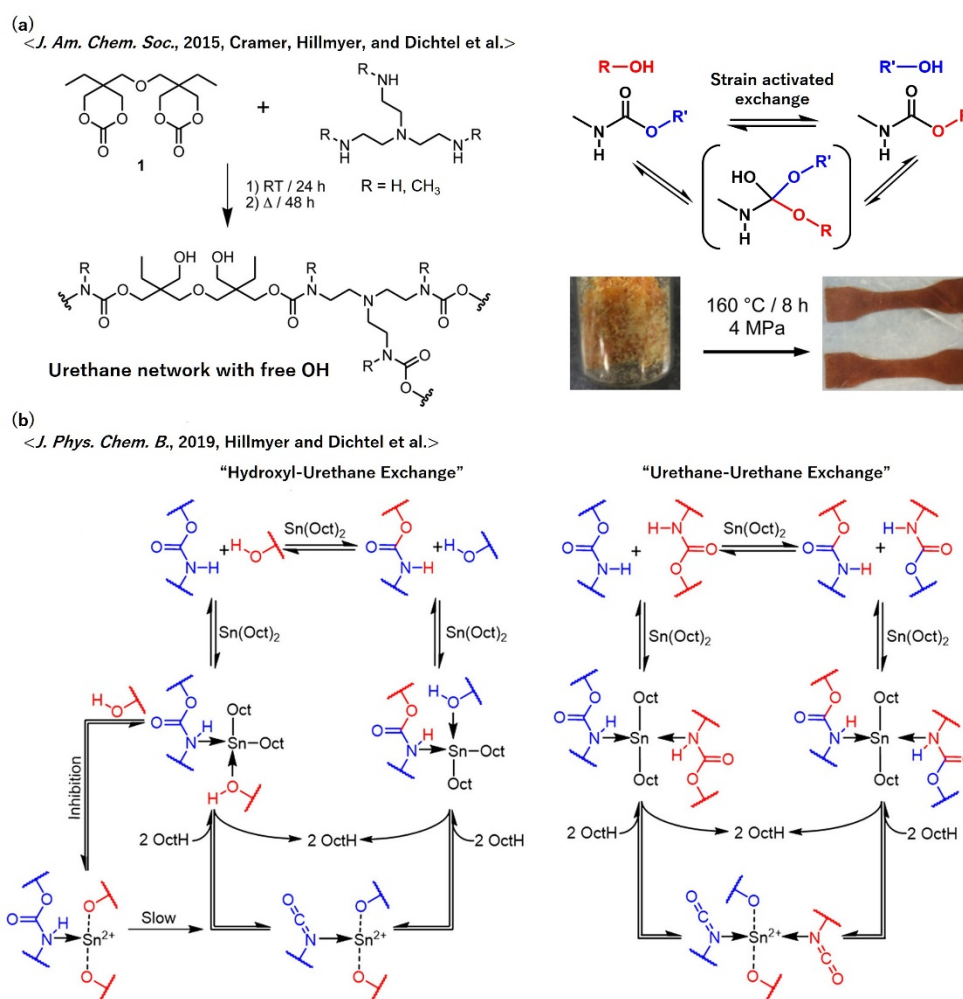 (a)
<J. Am. Chem. Soc., 2015, Cramer, Hillmyer, and Dichtel et al.>
O
O
O
O
O
O
O
1
+
R
NH
R
N
H
N
N
H
R
R = H, CH3
1) RT / 24 h
2) Δ / 48 h
R
N
O
O
OH
OH
O
O
O
R
N
N
R
N
O
O
R
N
O
O
Urethane network with free OH
R—OH
Strain activated
exchange
R'—OH
O
N
H
O
R'
O
N
H
O
R
HO
O
R'
N
H
O
R
160 °C / 8 h
4 MPa
(b)
<J. Phys. Chem. B., 2019, Hillmyer and Dichtel et al.>
"Hydroxyl-Urethane Exchange"
"Urethane-Urethane Exchange"
O
O
N-H
+
H
O
Sn(Oct)2
O
O
N-H
+
H
O
O
O
N-H
+
H-N
O
O
Sn(Oct)2
O
O
N-H
+
H-N
O
O
Sn(Oct)2
Sn(Oct)2
Sn(Oct)2
Sn(Oct)2
H
O
O
O
N
H
Oct
Sn-Oct
H
O
O
O
N
H
H
O
Sn-Oct
Oct
O
O
N
H
Oct
Sn
Oct
N
H
O
O
O
O
N
H
Oct
Sn
Oct
N
H
O
O
Inhibition
2 OctH
2 OctH
2 OctH
2 OctH
2 OctH
2 OctH
O
O
N
H
O
Sn2+
O
Slow
O
C
N
O
Sn2+
O
O
C
N
O
Sn2+
O
N
C
O